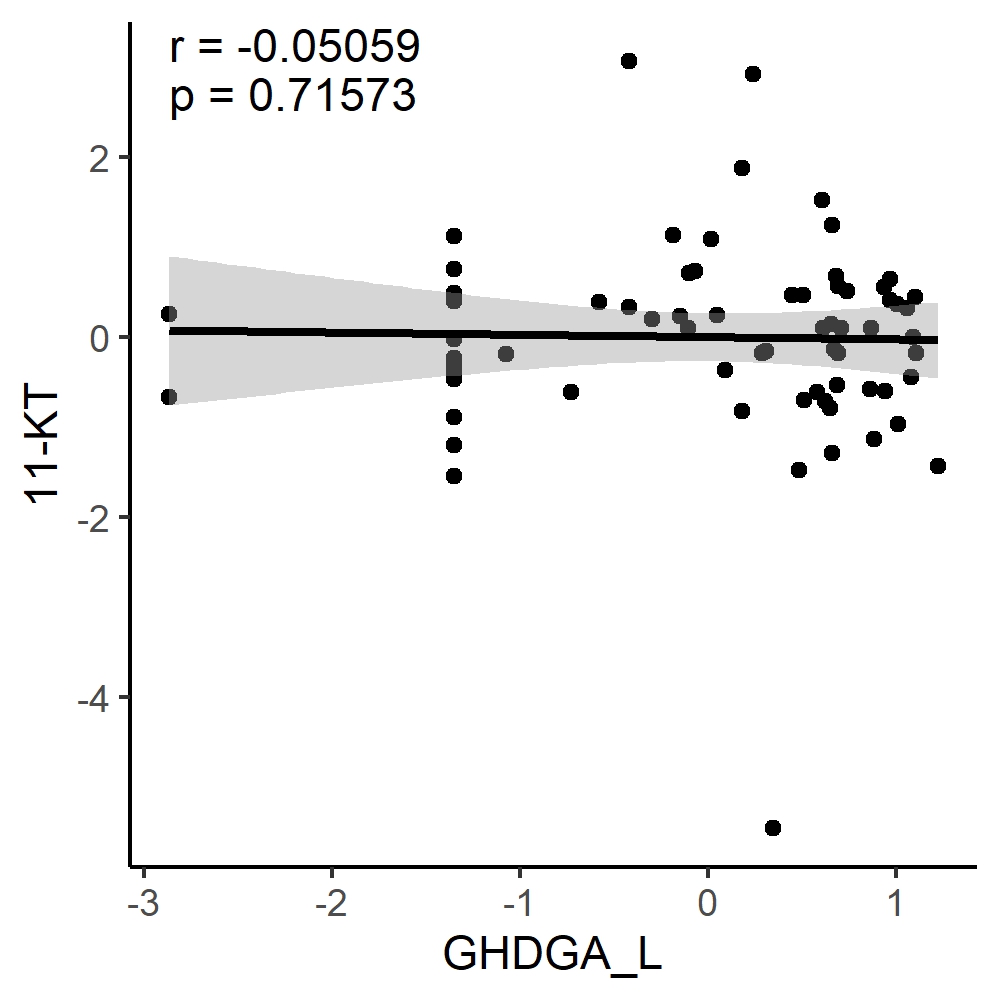 r = -0.05059
p = 0.71573
2
0
-2
-4
11-KT
-3
-2
-1
0
1
GHDGA_L